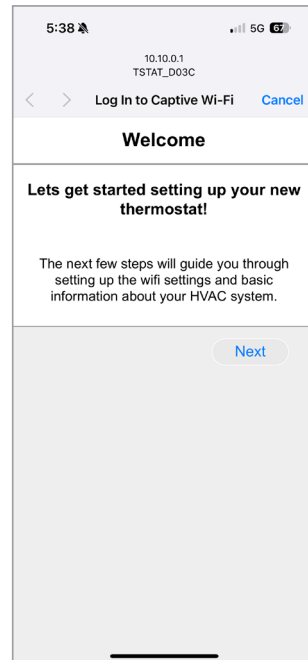 5:38
5G 67
10.10.0.1
TSTAT_D03C
Log In to Captive Wi-Fi
Cancel
Welcome
Lets get started setting up your new
thermostat!
The next few steps will guide you through
setting up the wifi settings and basic
information about your HVAC system.
Next